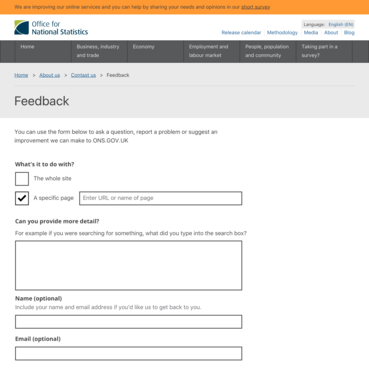 We are improving our online services and you can help by sharing your needs and opinions in our short survey
Office for
National Statistics
Language: English (EN)
Release calendar Methodology Media About Blog
Home
Business, industry and trade
Economy
Employment and labour market
People, population and community
Taking part in a survey?
Home > About us > Contact us > Feedback
Feedback
You can use the form below to ask a question, report a problem or suggest an
improvement we can make to ONS.GOV.UK
What's it to do with?
The whole site
A specific page Enter URL or name of page
Can you provide more detail?
For example if you were searching for something, what did you type into the search box?
Name (optional)
Include your name and email address if you'd like us to get back to you.
Email (optional)